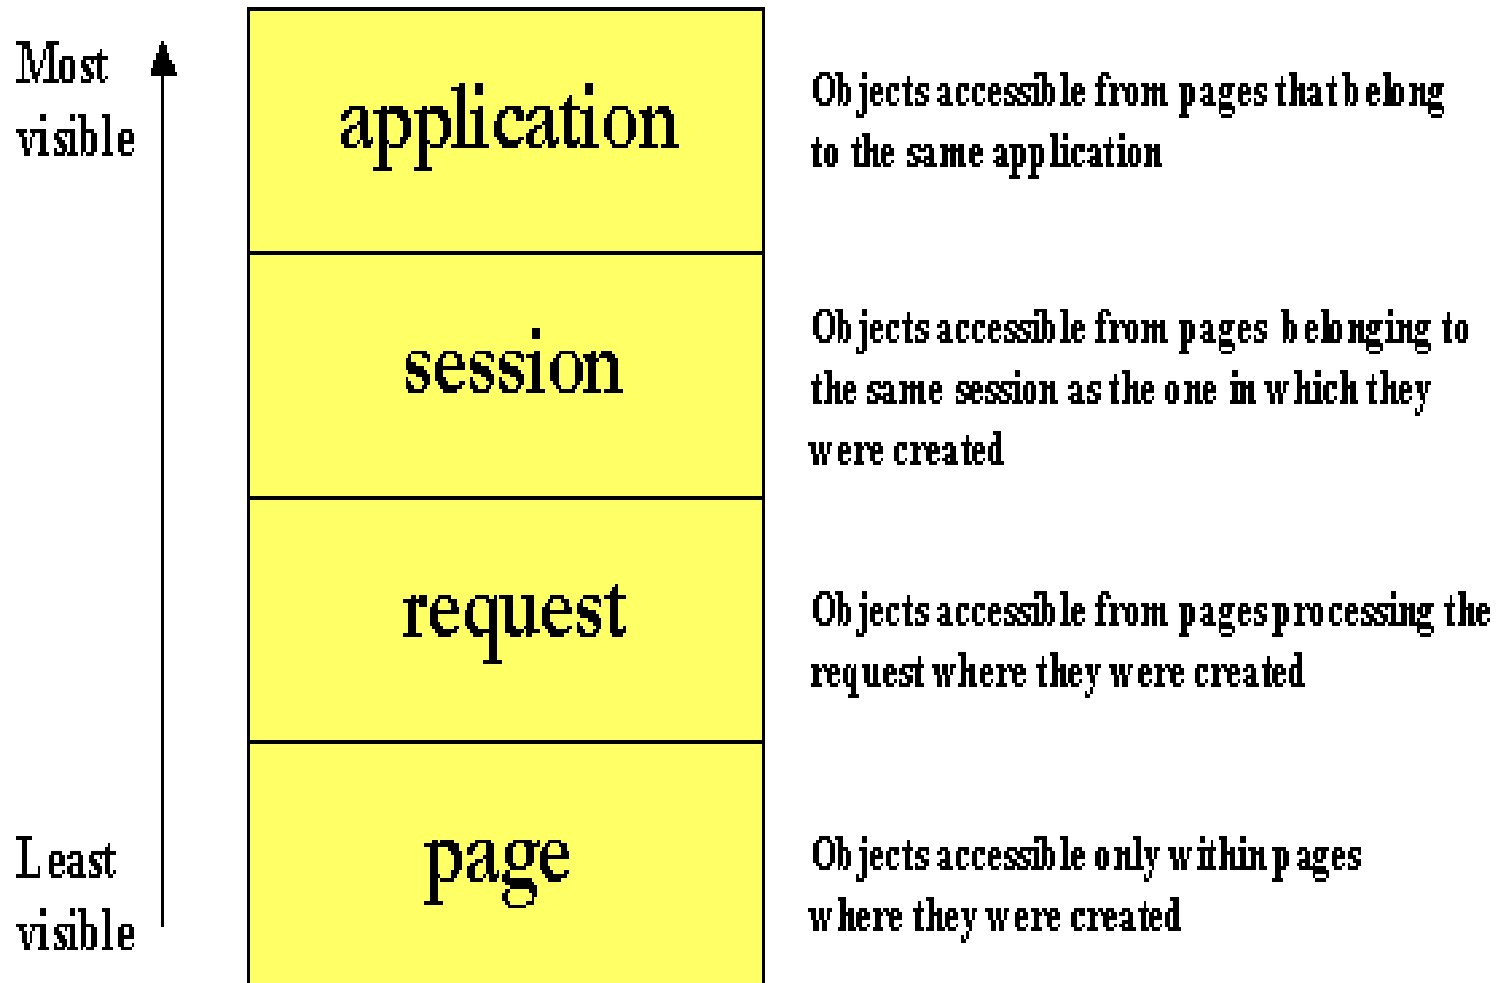 Most
visible
application
Objects accessible from pages that belong
to the same application
session
Objects accessible from pages belonging to
the same session as the one in which they
were created
request
Objects accessible from pages processing the
request where they were created
Least
visible
page
Objects accessible only within pages
where they were created